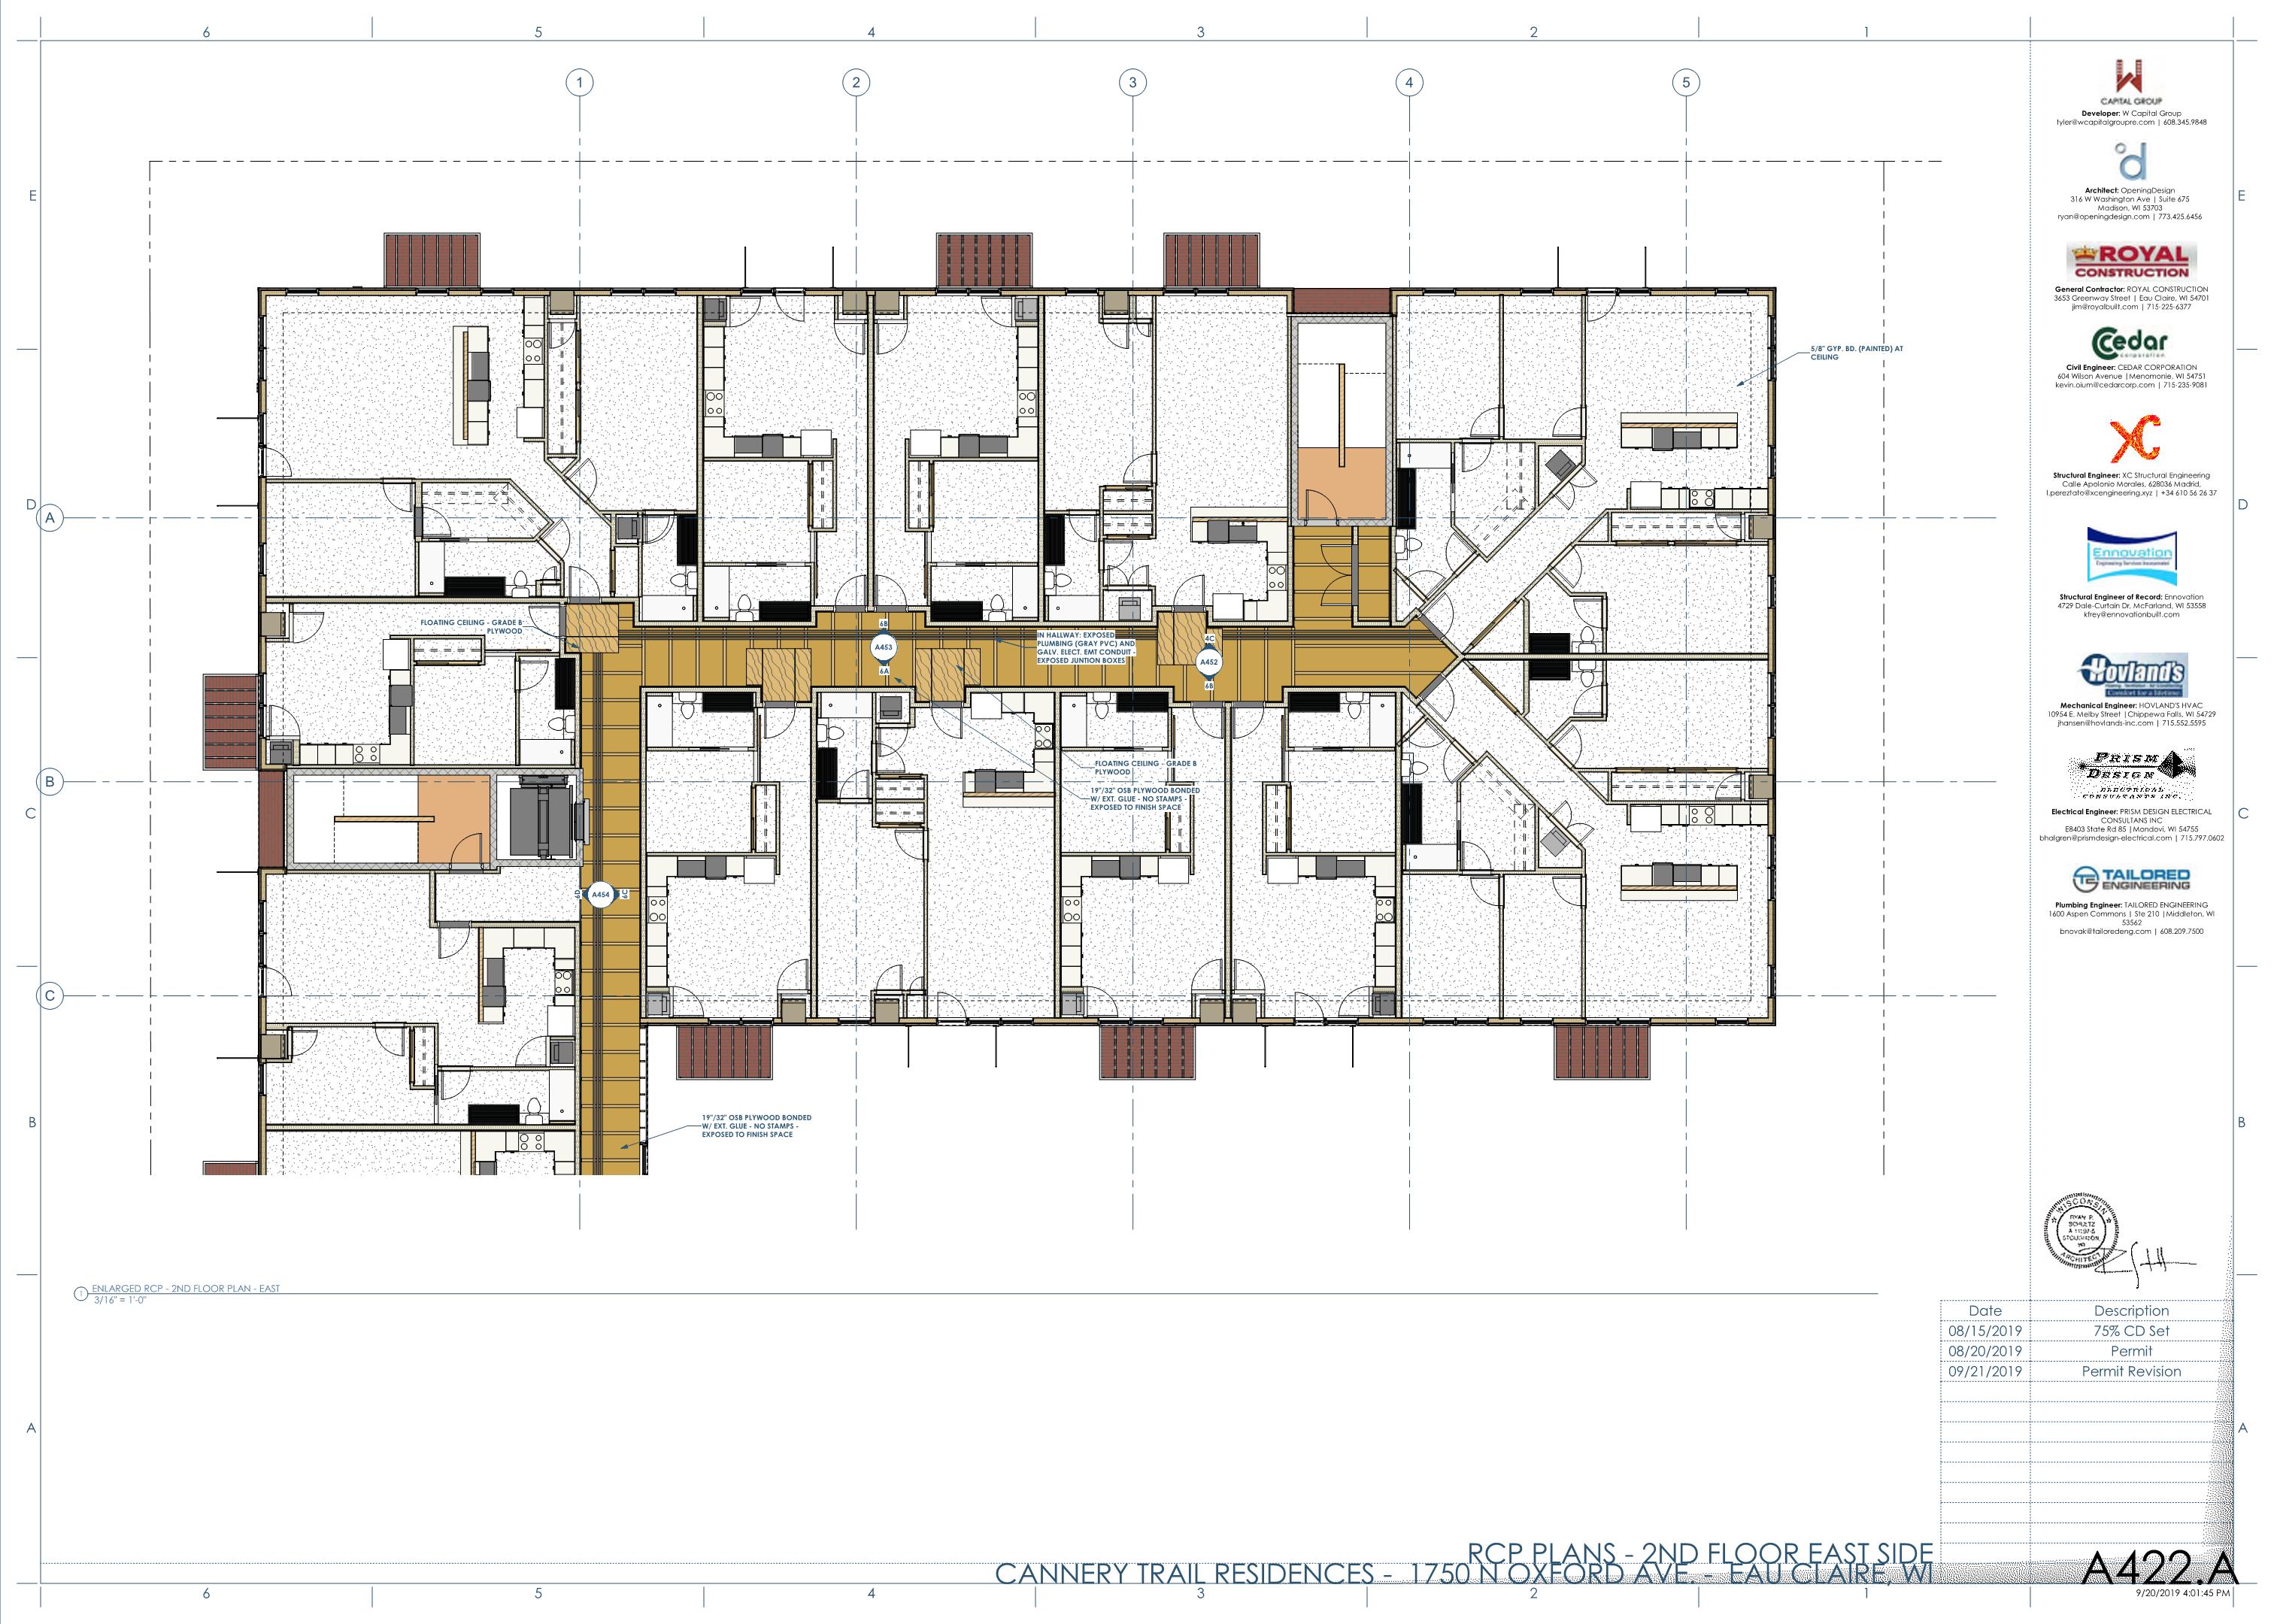 6 5 4 3 2 1
1 2 3 4 5
E
D
C
B
A
A
B
C
E
D
C
B
A
5/8" GYP. BD. (PAINTED) AT
CEILING
FLOATING CEILING - GRADE B
PLYWOOD
6B
A453
6A
IN HALLWAY: EXPOSED
PLUMBING (GRAY PVC) AND
GALV. ELECT. EMT CONDUIT -
EXPOSED JUNTION BOXES
4C
A452
6B
FLOATING CEILING - GRADE B
PLYWOOD
19"/32" OSB PLYWOOD BONDED
W/ EXT. GLUE - NO STAMPS -
EXPOSED TO FINISH SPACE
6D
A454
6C
19"/32" OSB PLYWOOD BONDED
W/ EXT. GLUE - NO STAMPS -
EXPOSED TO FINISH SPACE
1
ENLARGED RCP - 2ND FLOOR PLAN - EAST
3/16" = 1'-0"
CAPITAL GROUP
Developer: W Capital Group
tyler@wcapitalgroupre.com | 608.345.9848
Architect: OpeningDesign
316 W Washington Ave | Suite 675
Madison, WI 53703
ryan@openingdesign.com | 773.425.6456
ROYAL
CONSTRUCTION
General Contractor: ROYAL CONSTRUCTION
3653 Greenway Street | Eau Claire, WI 54701
jim@royalbuilt.com | 715-225-6377
Cedar
corporation
Civil Engineer: CEDAR CORPORATION
604 Wilson Avenue |Menomonie, WI 54751
kevin.oium@cedarcorp.com | 715-235-9081
XC
Structural Engineer: XC Structural Engineering
Calle Apolonio Morales, 628036 Madrid,
l.pereztato@xcengineering.xyz | +34 610 56 26 37
Ennovation
Engineering Services Incorporated
Structural Engineer of Record: Ennovation
4729 Dale-Curtain Dr, McFarland, WI 53558
kfrey@ennovationbuilt.com
Hovland's
Comfort for a lifetime
Mechanical Engineer: HOVLAND'S HVAC
10954 E. Melby Street |Chippewa Falls, WI 54729
jhansen@hovlands-inc.com | 715.552.5595
PRISM
DESIGN
ELECTRICAL
CONSULTANTS INC.
Electrical Engineer: PRISM DESIGN ELECTRICAL
CONSULTANS INC
E8403 State Rd 85 |Mondovi, WI 54755
bhalgren@prismdesign-electrical.com | 715.797.0602
TE TAILORED
ENGINEERING
Plumbing Engineer: TAILORED ENGINEERING
1600 Aspen Commons | Ste 210 |Middleton, WI
53562
bnovak@tailoredeng.com | 608.209.7500
WISCONSIN
RYAN P.
SCHULTZ
STOUGHTON,
WI
ARCHITECT
Date Description
08/15/2019 75% CD Set
08/20/2019 Permit
09/21/2019 Permit Revision
RCP PLANS - 2ND FLOOR EAST SIDE
CANNERY TRAIL RESIDENCES - 1750 N OXFORD AVE. - EAU CLAIRE, WI
A422.A
9/20/2019 4:01:45 PM
6 5 4 3 2 1